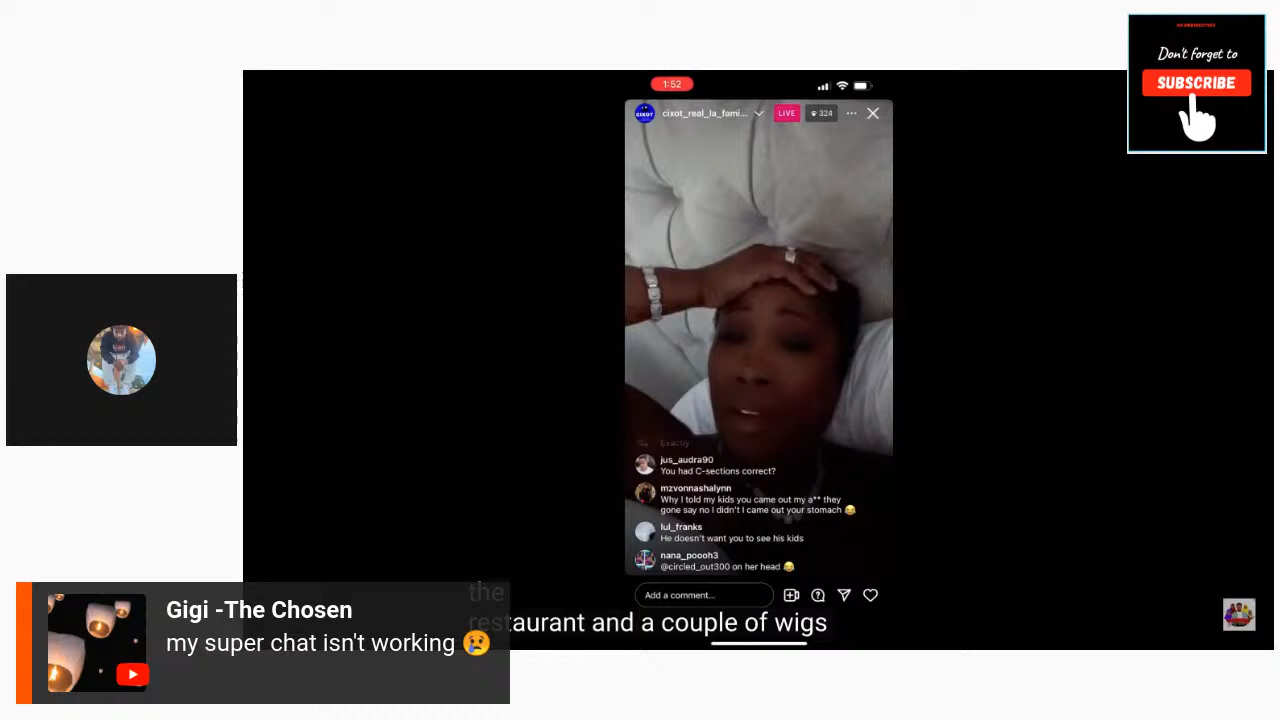 Don't forget to
SUBSCRIBE
1:52
CIXOT
cixot_real_la_fami...
LIVE
324
Exactly
jus_audra90
You had C-sections correct?
mzvonnashalynn
Why I told my kids you came out my a** they
gone say no I didn't I came out your stomach 😂
lul_franks
He doesn't want you to see his kids
nana_poooh3
@circled_out300 on her head 😂
Add a comment...
the
restaurant and a couple of wigs
Gigi -The Chosen
my super chat isn't working 😢